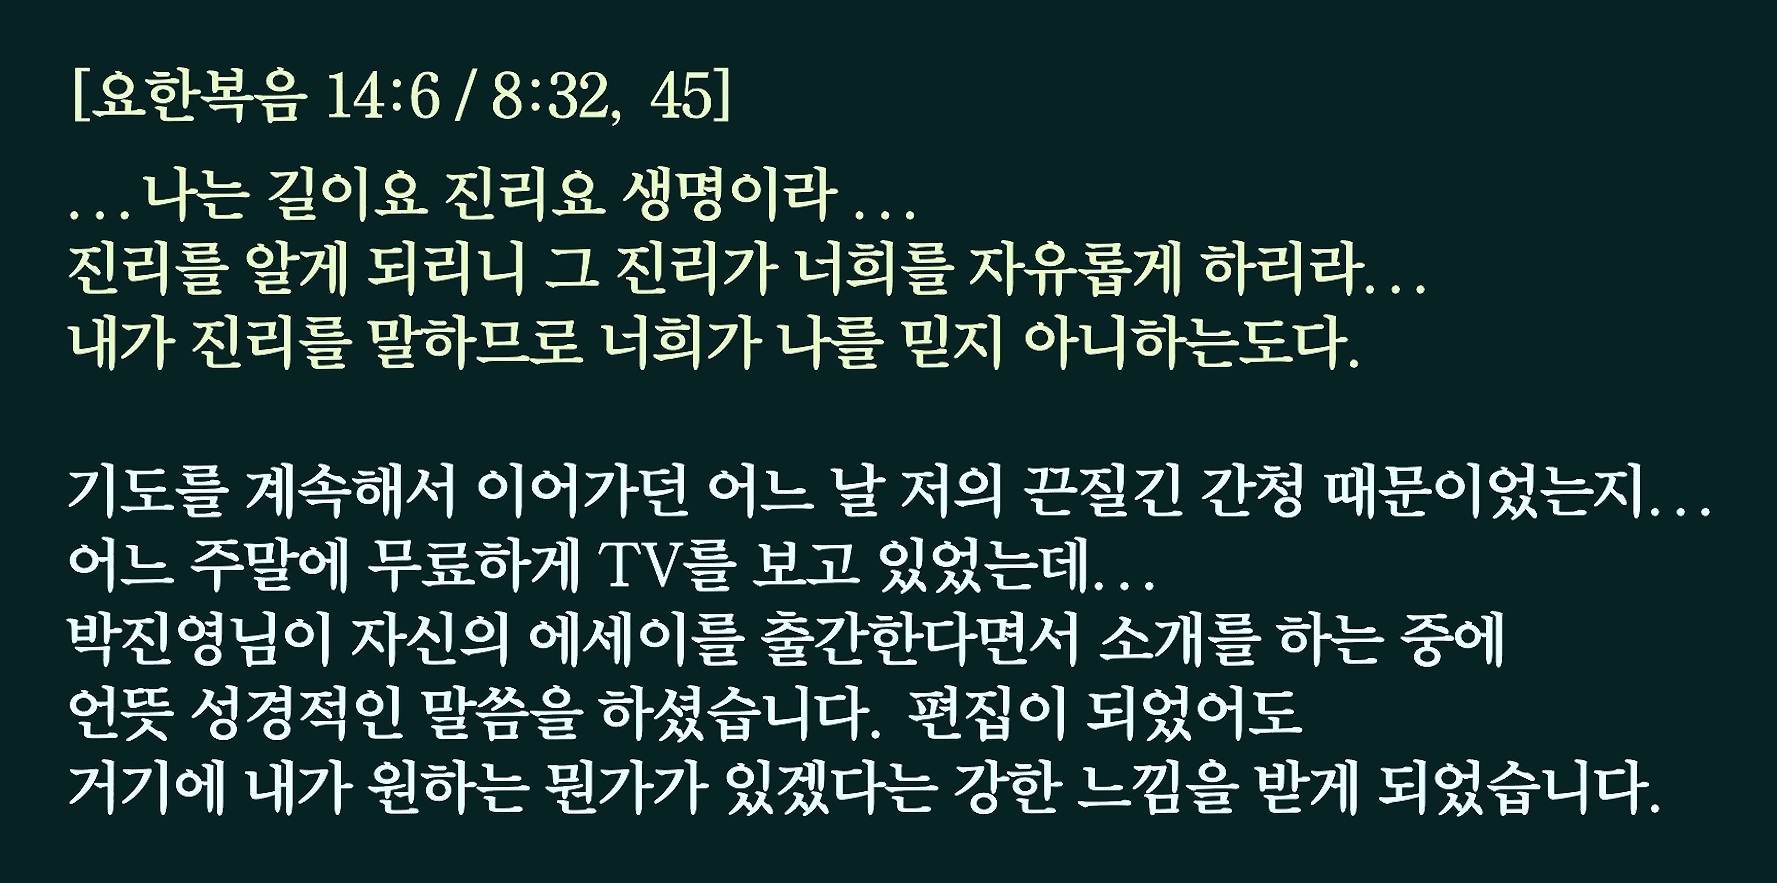 [요한복음 14:6 / 8:32, 45]
...나는 길이요 진리요 생명이라...
진리를 알게 되리니 그 진리가 너희를 자유롭게 하리라...
내가 진리를 말하므로 너희가 나를 믿지 아니하는도다.
기도를 계속해서 이어가던 어느 날 저의 끈질긴 간청 때문이었는지...
어느 주말에 무료하게 TV를 보고 있었는데...
박진영님이 자신의 에세이를 출간한다면서 소개를 하는 중에
언뜻 성경적인 말씀을 하셨습니다. 편집이 되었어도
거기에 내가 원하는 뭔가가 있겠다는 강한 느낌을 받게 되었습니다.